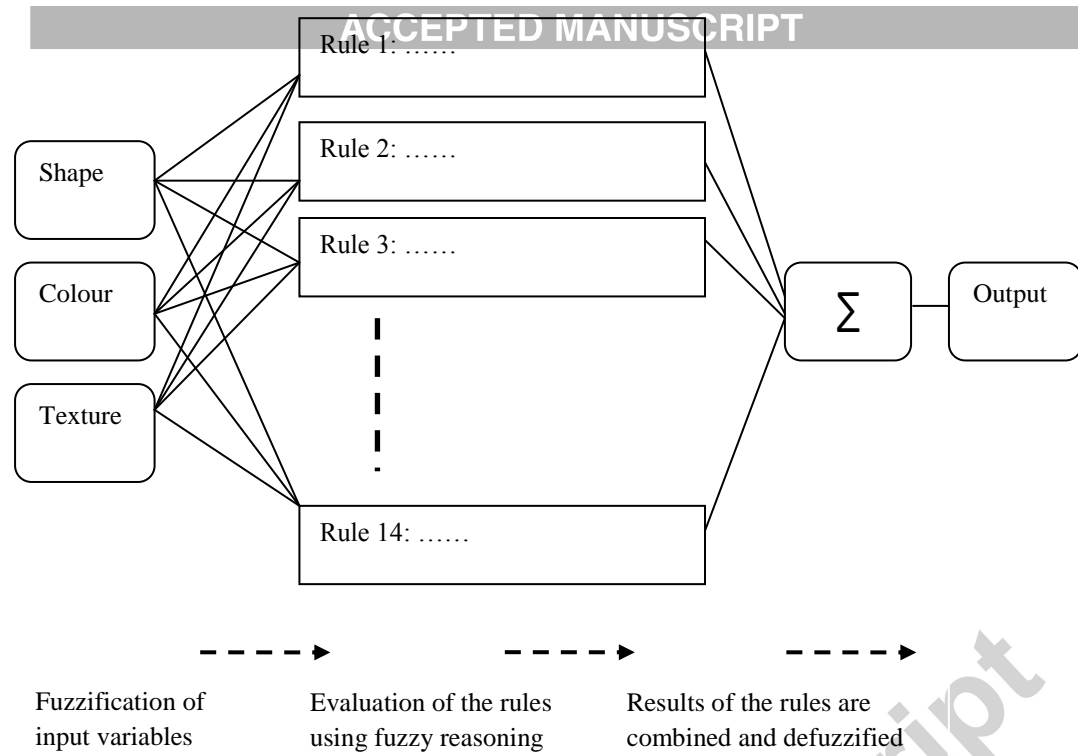 ACCEPTED MANUSCRIPT
Rule 1: ……
Rule 2: ……
Shape
Rule 3: ……
Colour
Σ
Output
Texture
Rule 14: ……
Fuzzification of
input variables
Evaluation of the rules
using fuzzy reasoning
Results of the rules are
combined and defuzzified